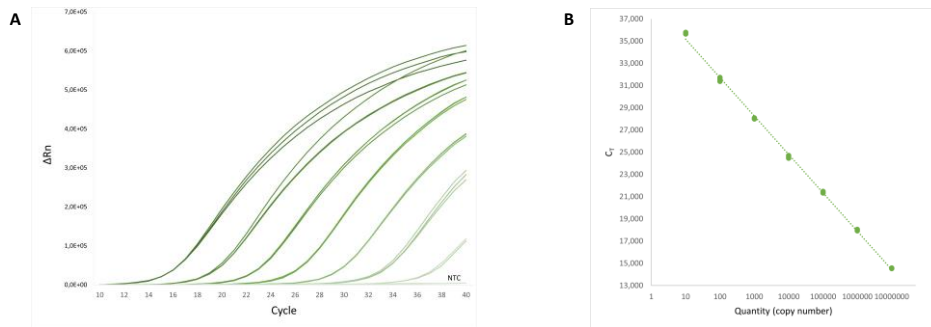 A
7,0E+05
6,0E+05
5,0E+05
4,0E+05
3,0E+05
2,0E+05
1,0E+05
0,0E+00
ΔRn
NTC
10 12 14 16 18 20 22 24 26 28 30 32 34 36 38 40
Cycle
B
37,000
35,000
33,000
31,000
29,000
27,000
25,000
23,000
21,000
19,000
17,000
15,000
13,000
CT
1 10 100 1000 10000 100000 1000000 10000000
Quantity (copy number)